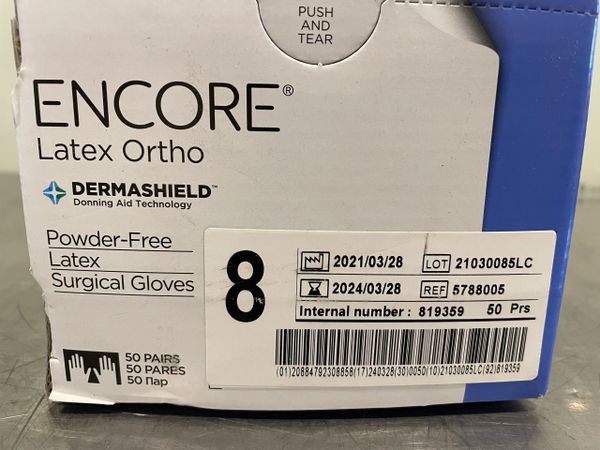 PUSH
AND
TEAR
ENCORE®
Latex Ortho
DERMASHIELD™
Donning Aid Technology
Powder-Free
Latex
Surgical Gloves
50 PAIRS
50 PARES
50 Пар
8
2021/03/28 LOT 21030085LC
2024/03/28 REF 5788005
Internal number : 819359 50 Prs
(01)20884792308858(17)240328(30)0050(10)21030085LC(92)819359